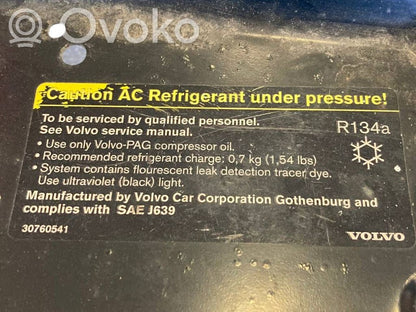 Ovoko
Caution AC Refrigerant under pressure!
To be serviced by qualified personnel.
See Volvo service manual.
R134a
• Use only Volvo-PAG compressor oil.
• Recommended refrigerant charge: 0,7 kg (1,54 lbs)
• System contains flourescent leak detection tracer dye.
Use ultraviolet (black) light.
Manufactured by Volvo Car Corporation Gothenburg and
complies with SAE J639
30760541
VOLVO